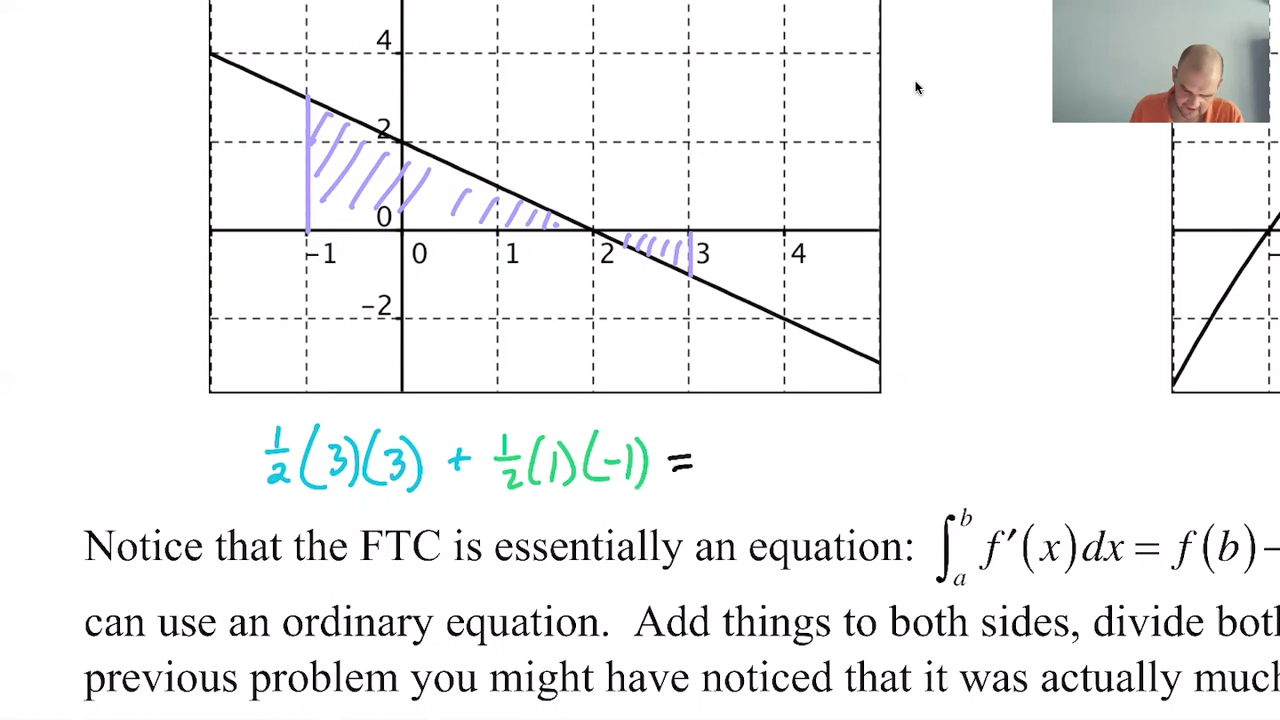 4
2
0
-1 0 1 2 3 4
-2
½(3)(3) + ½(1)(-1) =
Notice that the FTC is essentially an equation: ∫ₐᵇ f′(x)dx = f(b) –
can use an ordinary equation. Add things to both sides, divide bot
previous problem you might have noticed that it was actually much